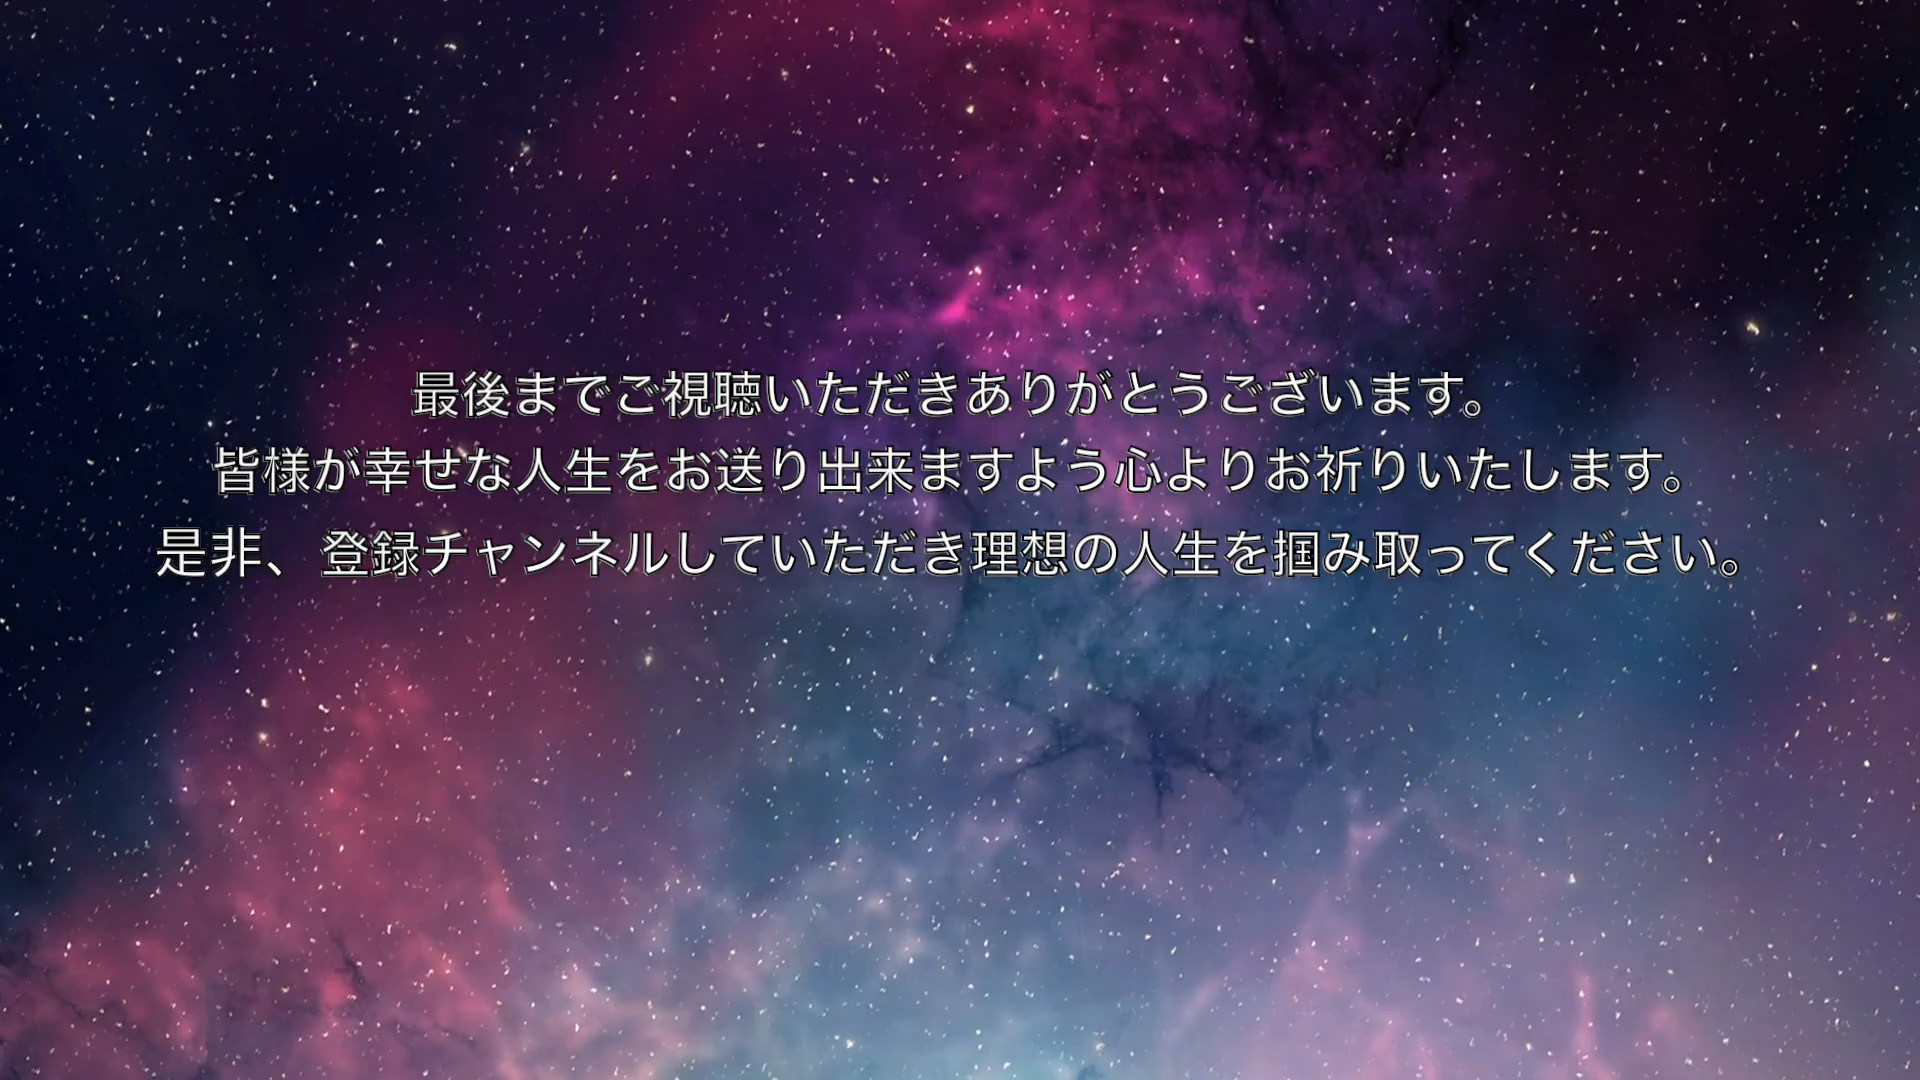 最後までご視聴いただきありがとうございます。
皆様が幸せな人生をお送り出来ますよう心よりお祈りいたします。
是非、登録チャンネルしていただき理想の人生を掴み取ってください。